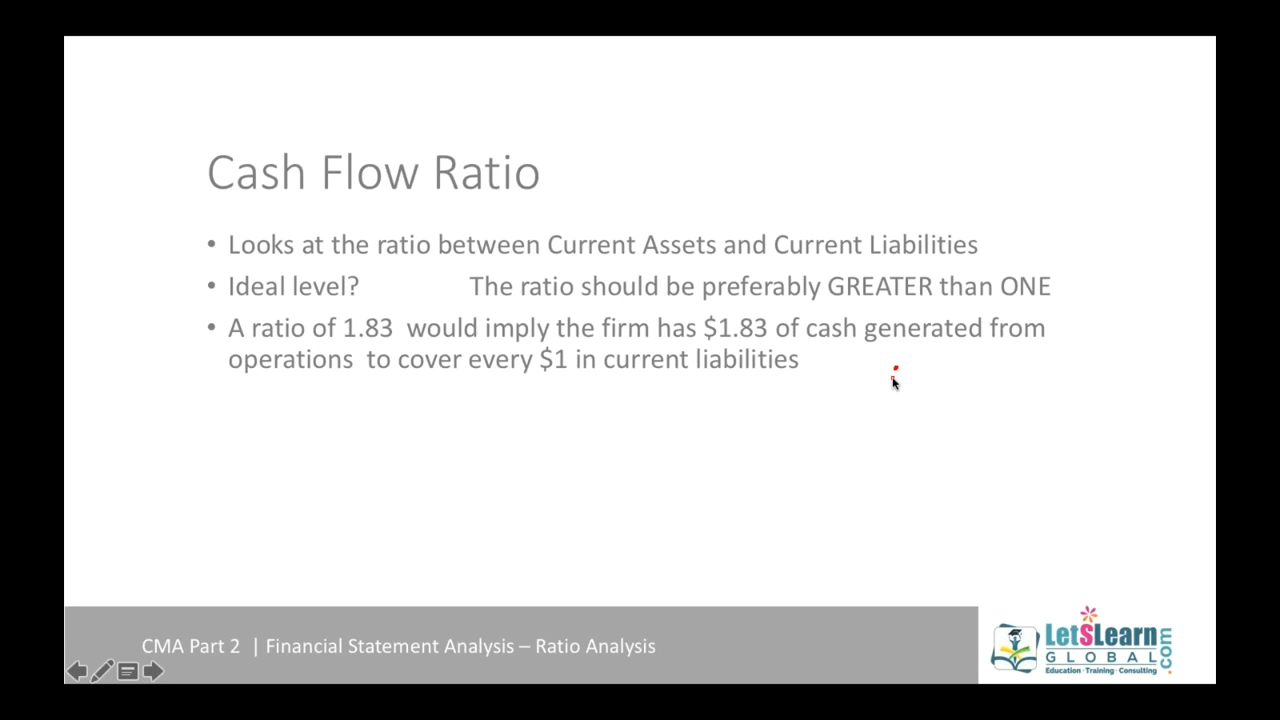 Cash Flow Ratio
• Looks at the ratio between Current Assets and Current Liabilities
• Ideal level? The ratio should be preferably GREATER than ONE
• A ratio of 1.83 would imply the firm has $1.83 of cash generated from
operations to cover every $1 in current liabilities
CMA Part 2 | Financial Statement Analysis – Ratio Analysis
LetSLearn
GLOBAL
.com
Education · Training · Consulting